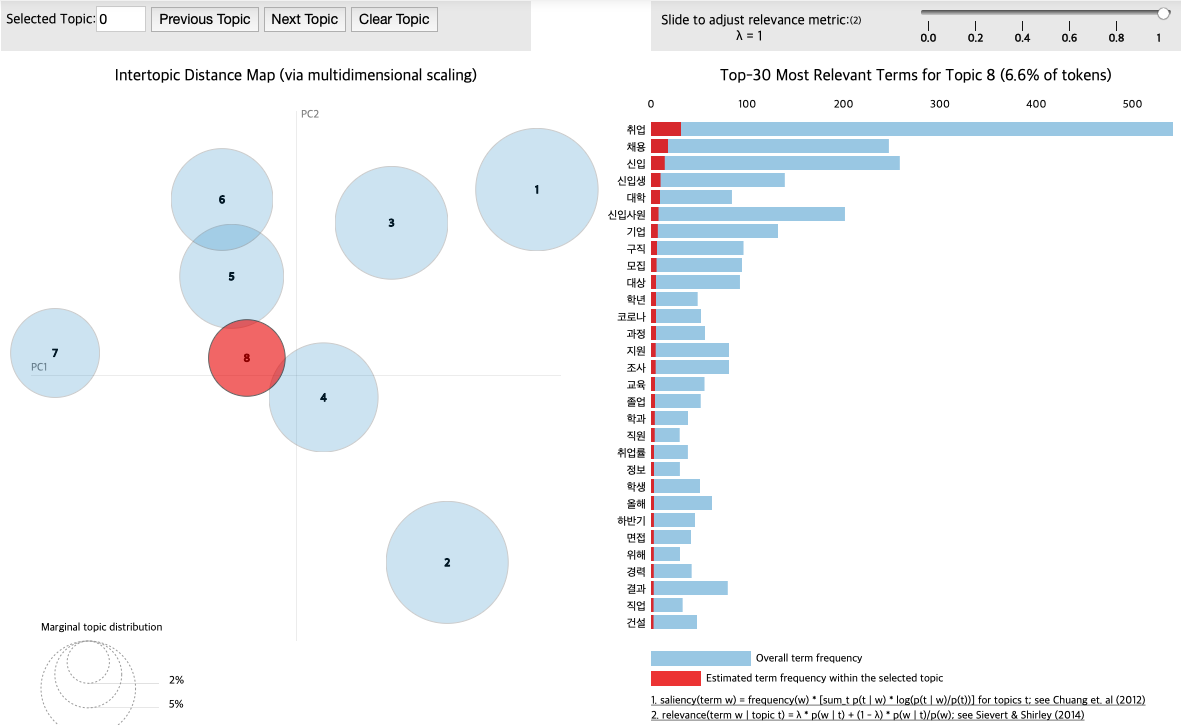 Selected Topic: 0 Previous Topic Next Topic Clear Topic
Slide to adjust relevance metric:(2)
λ = 1
0.0 0.2 0.4 0.6 0.8 1
Intertopic Distance Map (via multidimensional scaling)
PC2
PC1
1
2
3
4
5
6
7
8
Marginal topic distribution
2%
5%
Top-30 Most Relevant Terms for Topic 8 (6.6% of tokens)
0 100 200 300 400 500
취업
채용
신입
신입생
대학
신입사원
기업
구직
모집
대상
학년
코로나
과정
지원
조사
교육
졸업
학과
직원
취업률
정보
학생
올해
하반기
면접
위해
경력
결과
직업
건설
Overall term frequency
Estimated term frequency within the selected topic
1. saliency(term w) = frequency(w) * [sum_t p(t | w) * log(p(t | w)/p(t))] for topics t; see Chuang et. al (2012)
2. relevance(term w | topic t) = λ * p(w | t) + (1 - λ) * p(w | t)/p(w); see Sievert & Shirley (2014)